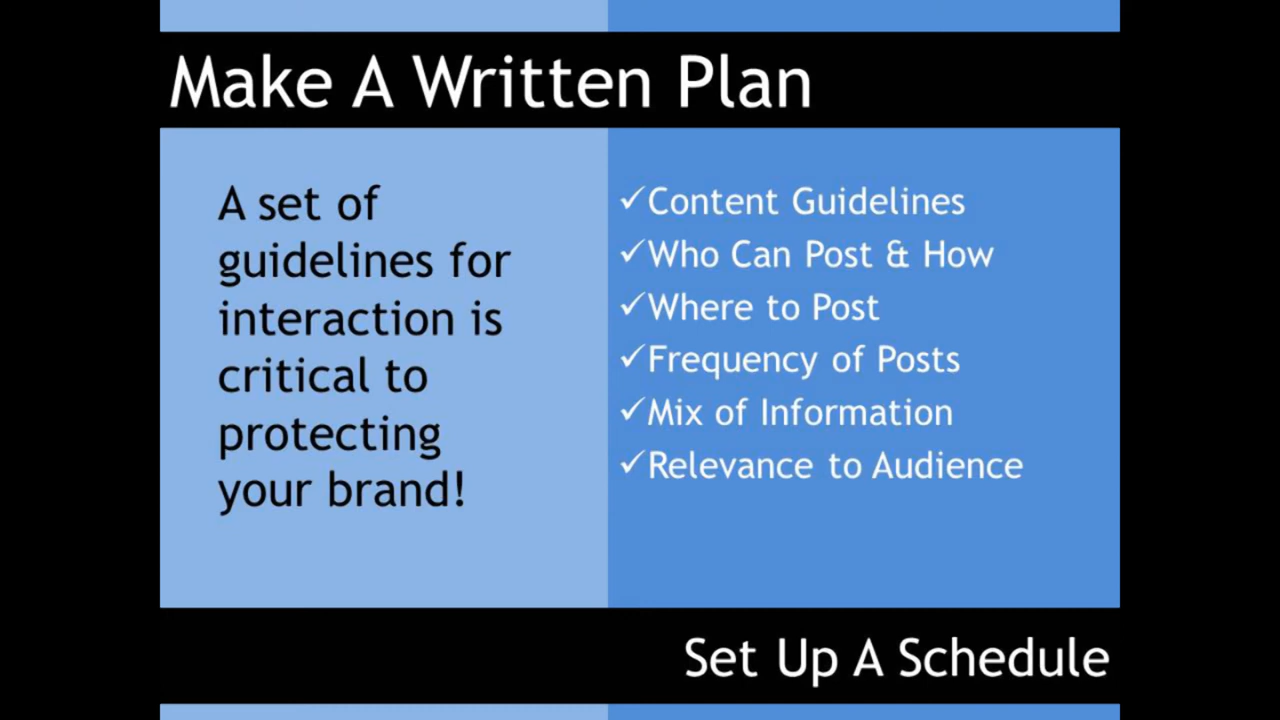 Make A Written Plan
A set of
guidelines for
interaction is
critical to
protecting
your brand!
✓Content Guidelines
✓Who Can Post & How
✓Where to Post
✓Frequency of Posts
✓Mix of Information
✓Relevance to Audience
Set Up A Schedule